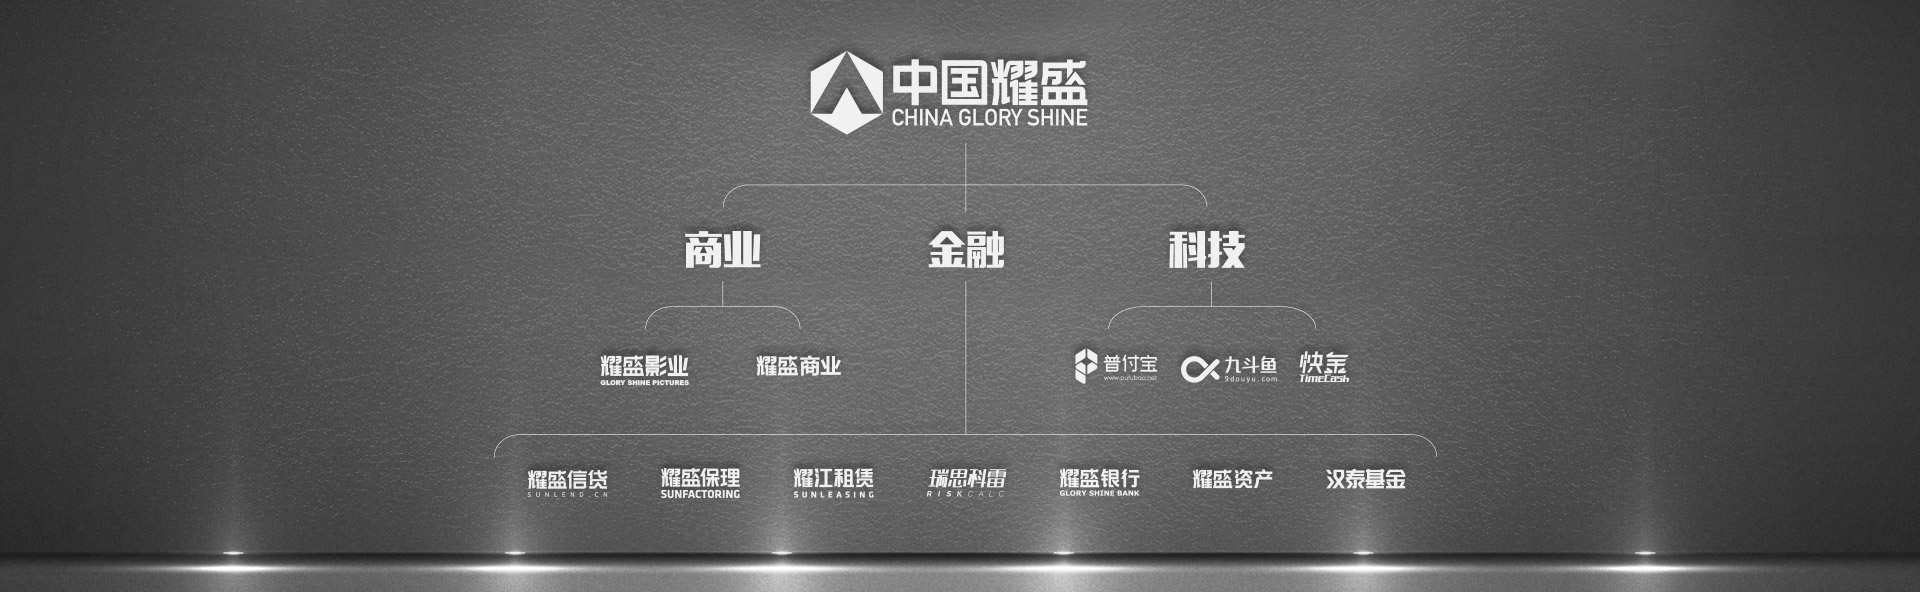 中国耀盛
CHINA GLORY SHINE
商业
金融
科技
耀盛影业
GLORY SHINE PICTURES
耀盛商业
普付宝
www.pufubao.net
九斗鱼
9douyu.com
快金
TimeCash
耀盛信贷
SUNLEND.CN
耀盛保理
SUNFACTORING
耀江租赁
SUNLEASING
瑞思科雷
RISKCALC
耀盛银行
GLORY SHINE BANK
耀盛资产
汉泰基金